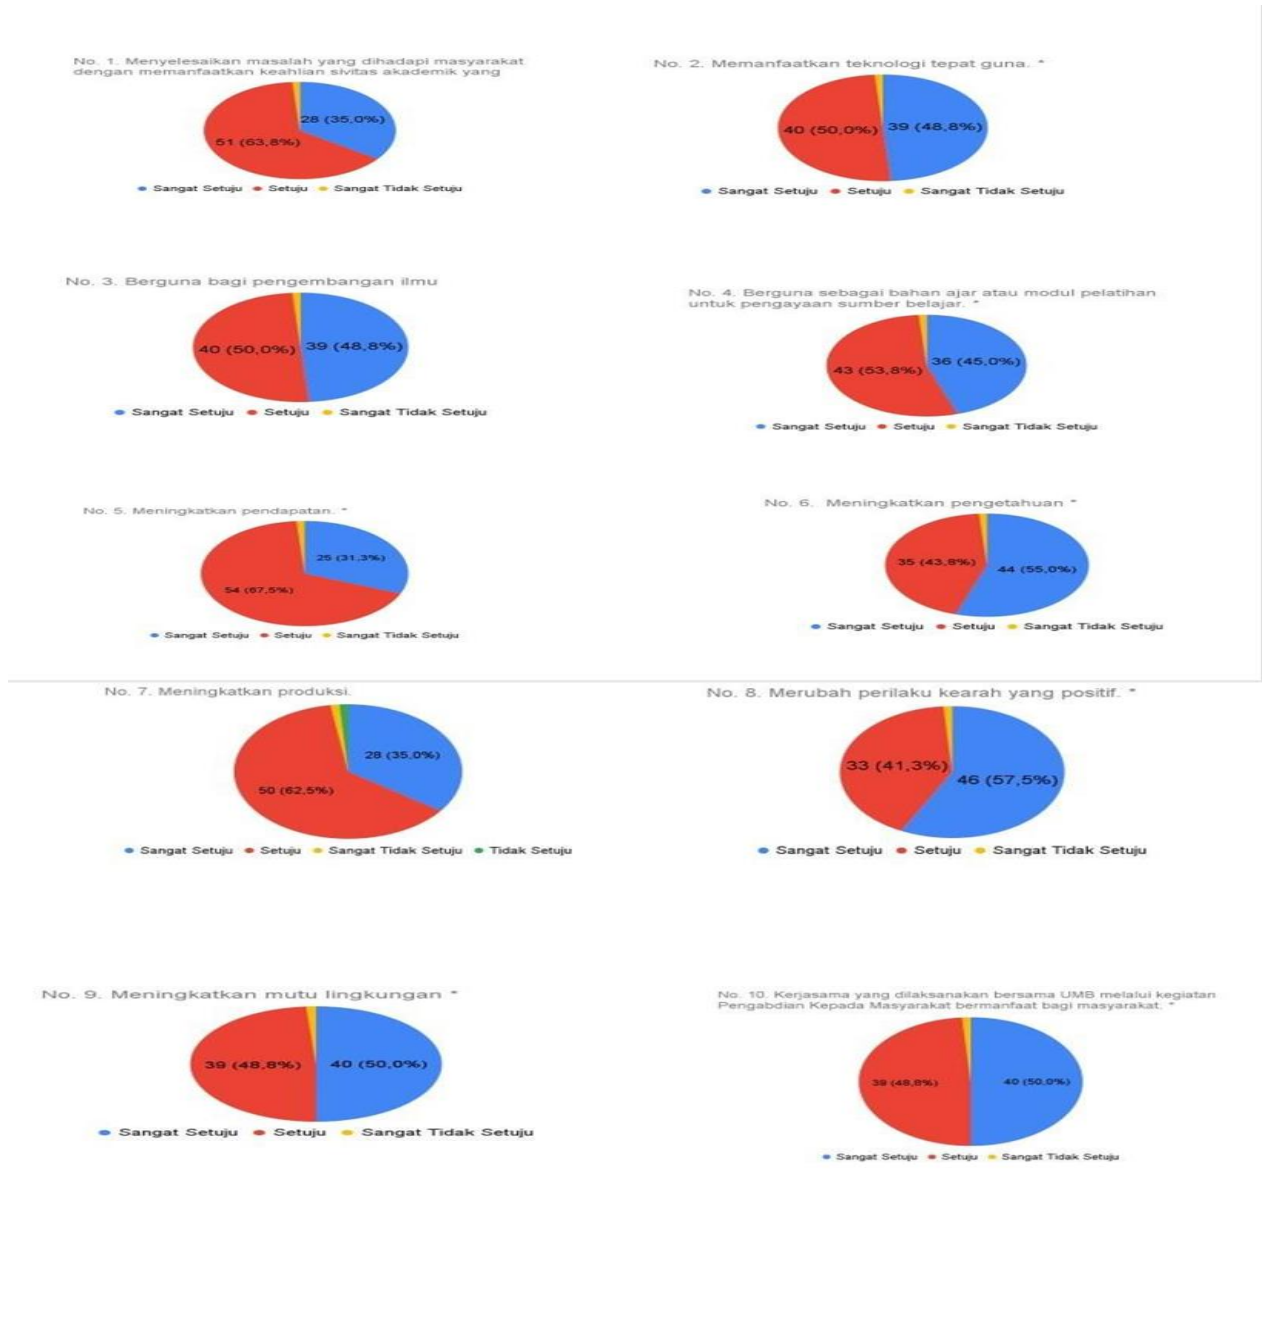 No. 1. Menyelesaikan masalah yang dihadapi masyarakat
dengan memanfaatkan keahlian sivitas akademik yang
28 (35,0%)
51 (63,8%)
Sangat Setuju Setuju Sangat Tidak Setuju
No. 2. Memanfaatkan teknologi tepat guna. *
40 (50,0%) 39 (48,8%)
Sangat Setuju Setuju Sangat Tidak Setuju
No. 3. Berguna bagi pengembangan ilmu
40 (50,0%) 39 (48,8%)
Sangat Setuju Setuju Sangat Tidak Setuju
No. 4. Berguna sebagai bahan ajar atau modul pelatihan
untuk pengayaan sumber belajar. *
36 (45,0%)
43 (53,8%)
Sangat Setuju Setuju Sangat Tidak Setuju
No. 5. Meningkatkan pendapatan. *
25 (31,3%)
54 (67,5%)
Sangat Setuju Setuju Sangat Tidak Setuju
No. 6. Meningkatkan pengetahuan *
35 (43,8%)
44 (55,0%)
Sangat Setuju Setuju Sangat Tidak Setuju
No. 7. Meningkatkan produksi.
28 (35,0%)
50 (62,5%)
Sangat Setuju Setuju Sangat Tidak Setuju Tidak Setuju
No. 8. Merubah perilaku kearah yang positif. *
33 (41,3%)
46 (57,5%)
Sangat Setuju Setuju Sangat Tidak Setuju
No. 9. Meningkatkan mutu lingkungan *
39 (48,8%) 40 (50,0%)
Sangat Setuju Setuju Sangat Tidak Setuju
No. 10. Kerjasama yang dilaksanakan bersama UMB melalui kegiatan
Pengabdian Kepada Masyarakat bermanfaat bagi masyarakat. *
39 (48,8%) 40 (50,0%)
Sangat Setuju Setuju Sangat Tidak Setuju